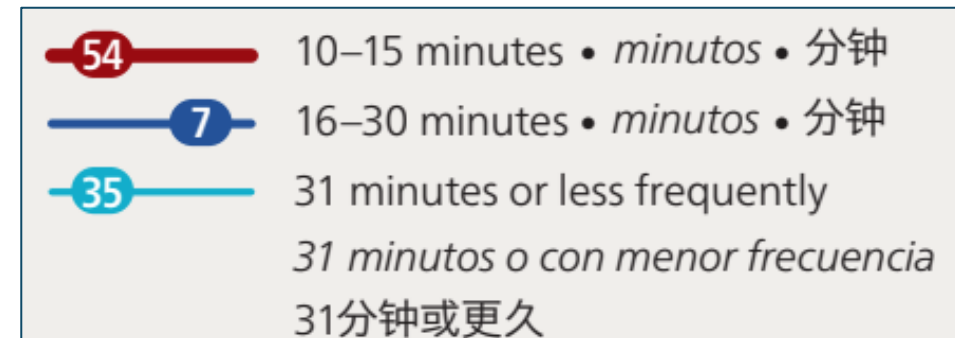 54 10–15 minutes • minutos • 分钟
7 16–30 minutes • minutos • 分钟
35 31 minutes or less frequently
31 minutos o con menor frecuencia
31分钟或更久